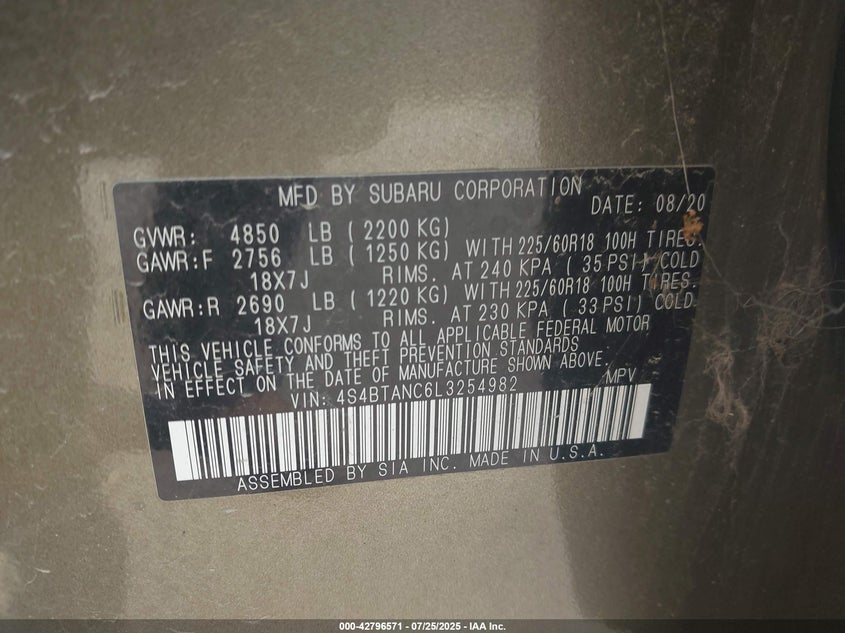 MFD BY SUBARU CORPORATION DATE: 08/20
GVWR: 4850 LB ( 2200 KG)
GAWR:F 2756 LB ( 1250 KG) WITH 225/60R18 100H TIRES.
18X7J RIMS. AT 240 KPA ( 35 PSI) COLD
GAWR:R 2690 LB ( 1220 KG) WITH 225/60R18 100H TIRES.
18X7J RIMS. AT 230 KPA ( 33 PSI) COLD
THIS VEHICLE CONFORMS TO ALL APPLICABLE FEDERAL MOTOR
VEHICLE SAFETY AND THEFT PREVENTION STANDARDS
IN EFFECT ON THE DATE OF MANUFACTURE SHOWN ABOVE.
VIN: 4S4BTANC6L3254982 MPV
ASSEMBLED BY SIA INC. MADE IN U.S.A.
000-42796571 - 07/25/2025 - IAA Inc.